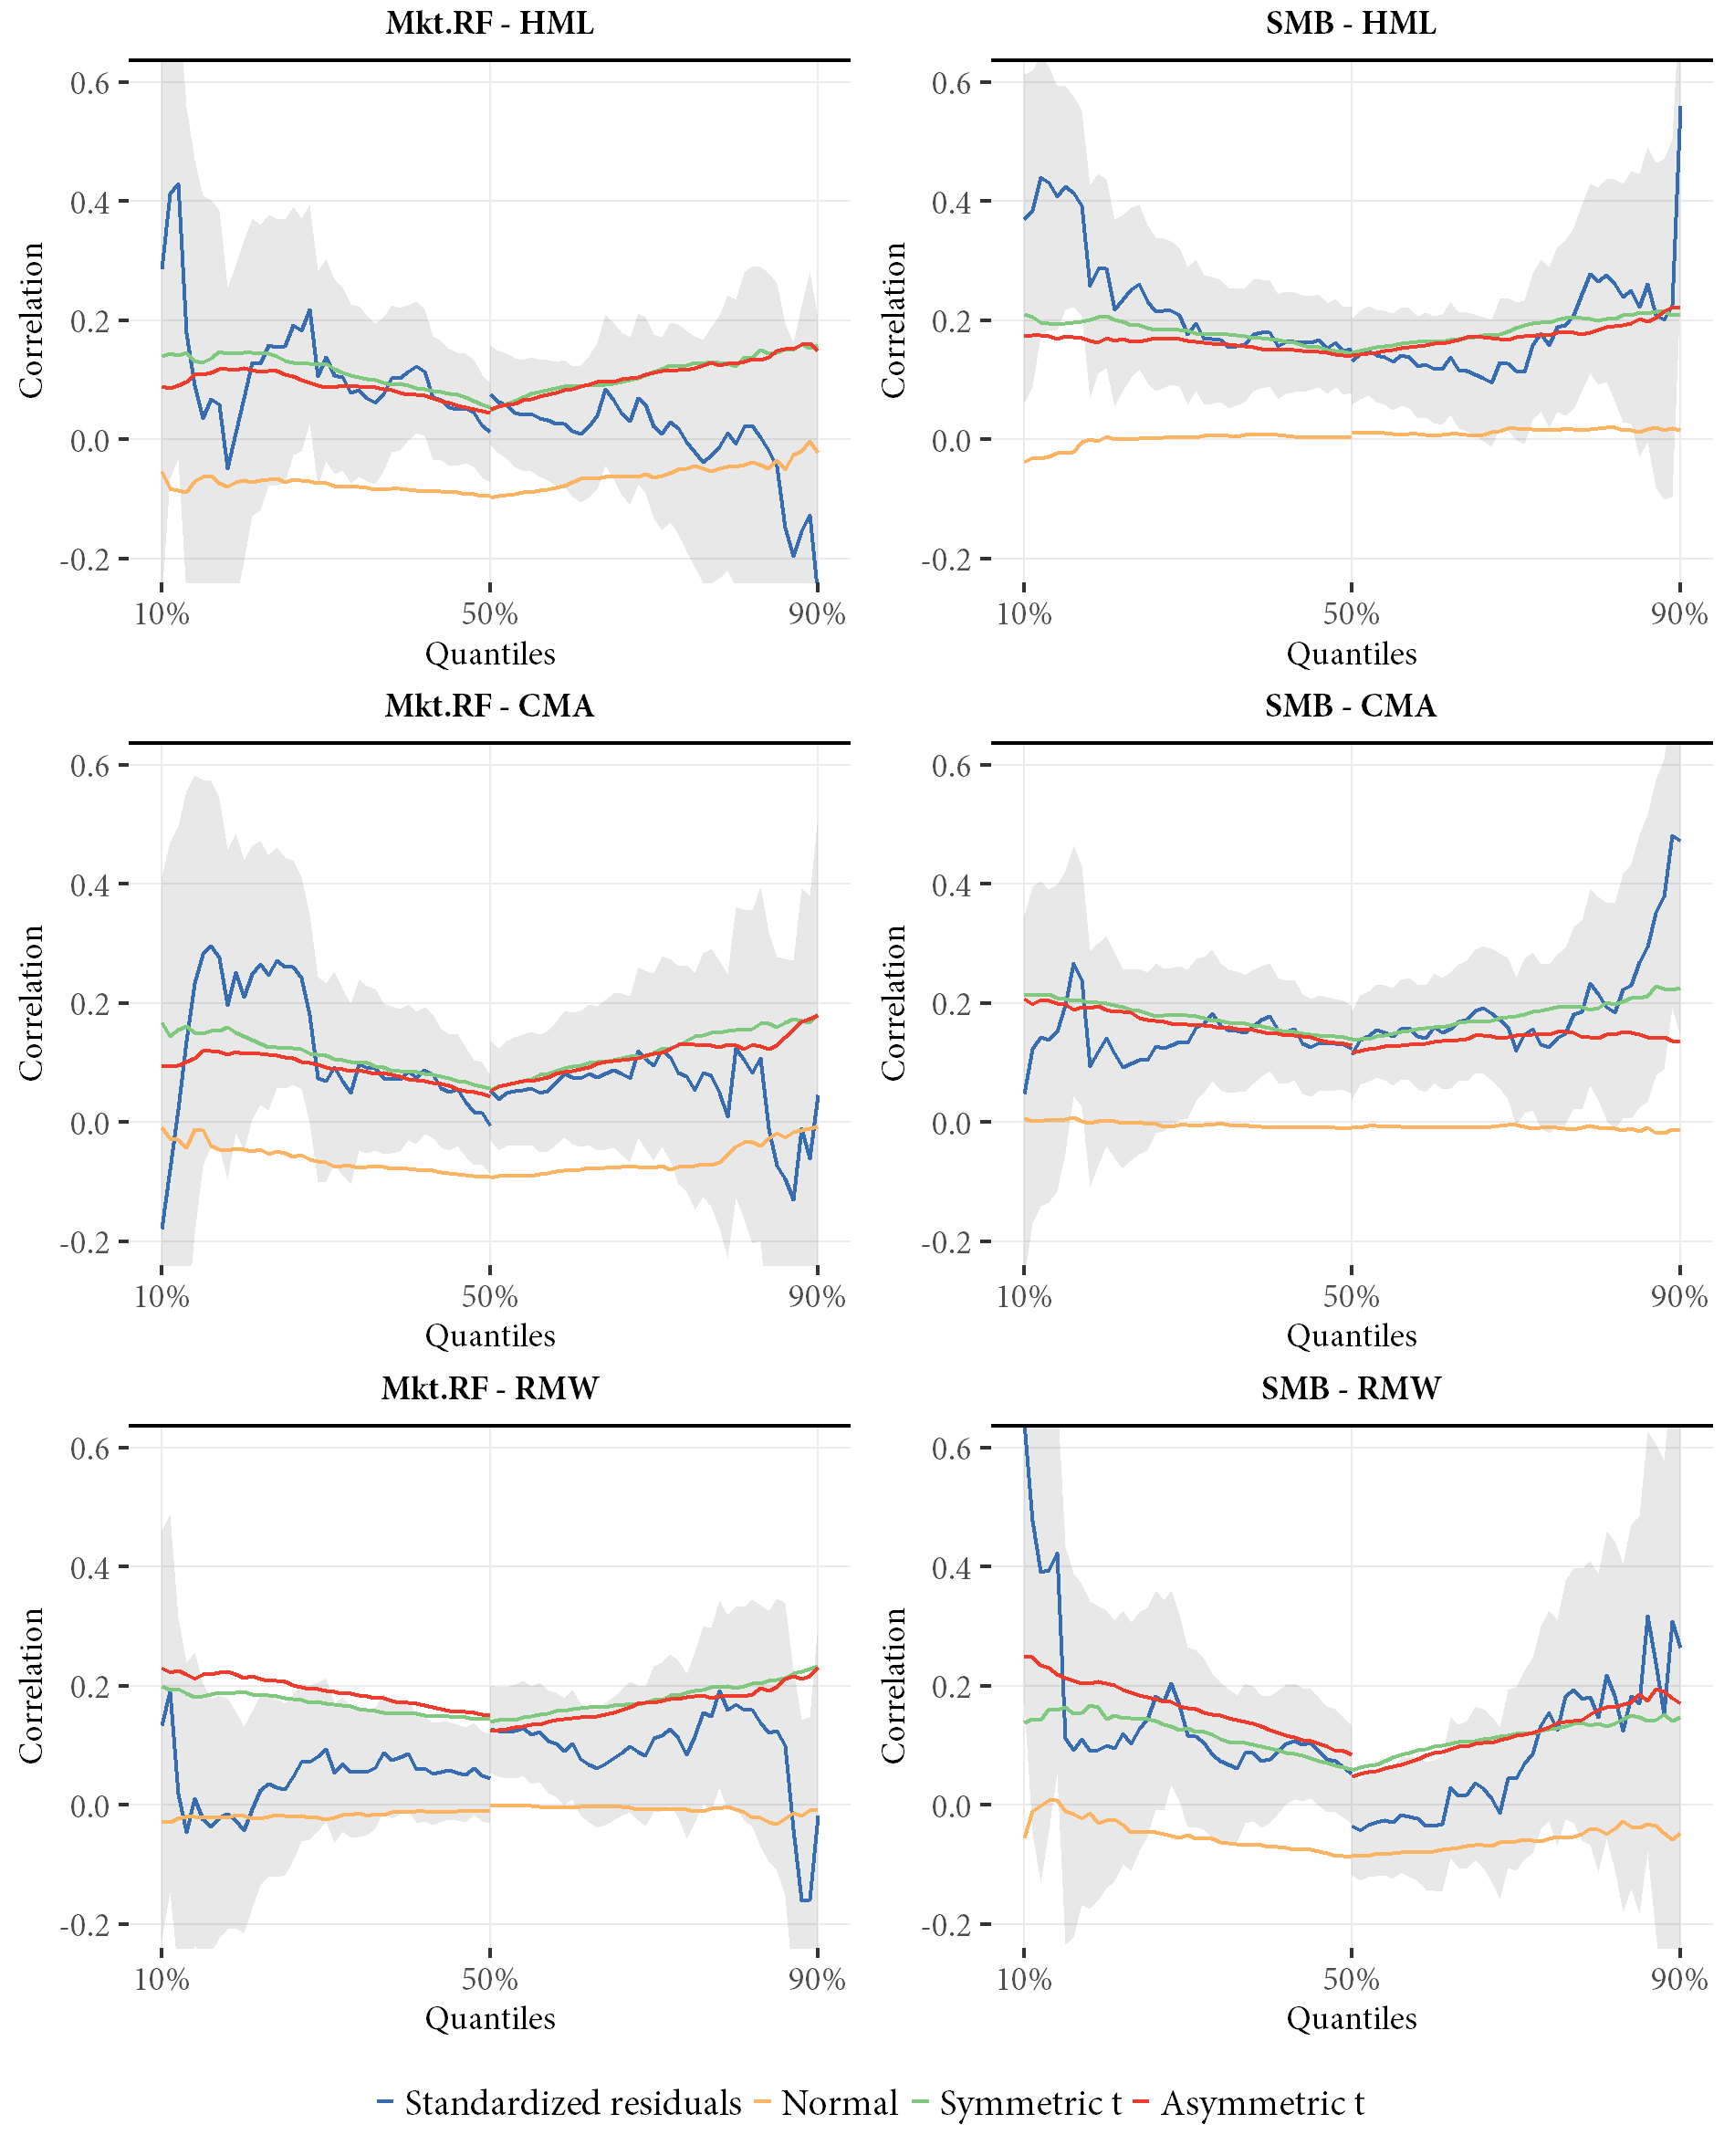 Mkt.RF - HML
SMB - HML
Correlation
0.6
0.4
0.2
0.0
-0.2
10%
50%
90%
Quantiles
Correlation
0.6
0.4
0.2
0.0
-0.2
10%
50%
90%
Quantiles
Mkt.RF - CMA
SMB - CMA
Correlation
0.6
0.4
0.2
0.0
-0.2
10%
50%
90%
Quantiles
Correlation
0.6
0.4
0.2
0.0
-0.2
10%
50%
90%
Quantiles
Mkt.RF - RMW
SMB - RMW
Correlation
0.6
0.4
0.2
0.0
-0.2
10%
50%
90%
Quantiles
Correlation
0.6
0.4
0.2
0.0
-0.2
10%
50%
90%
Quantiles
Standardized residuals Normal Symmetric t Asymmetric t